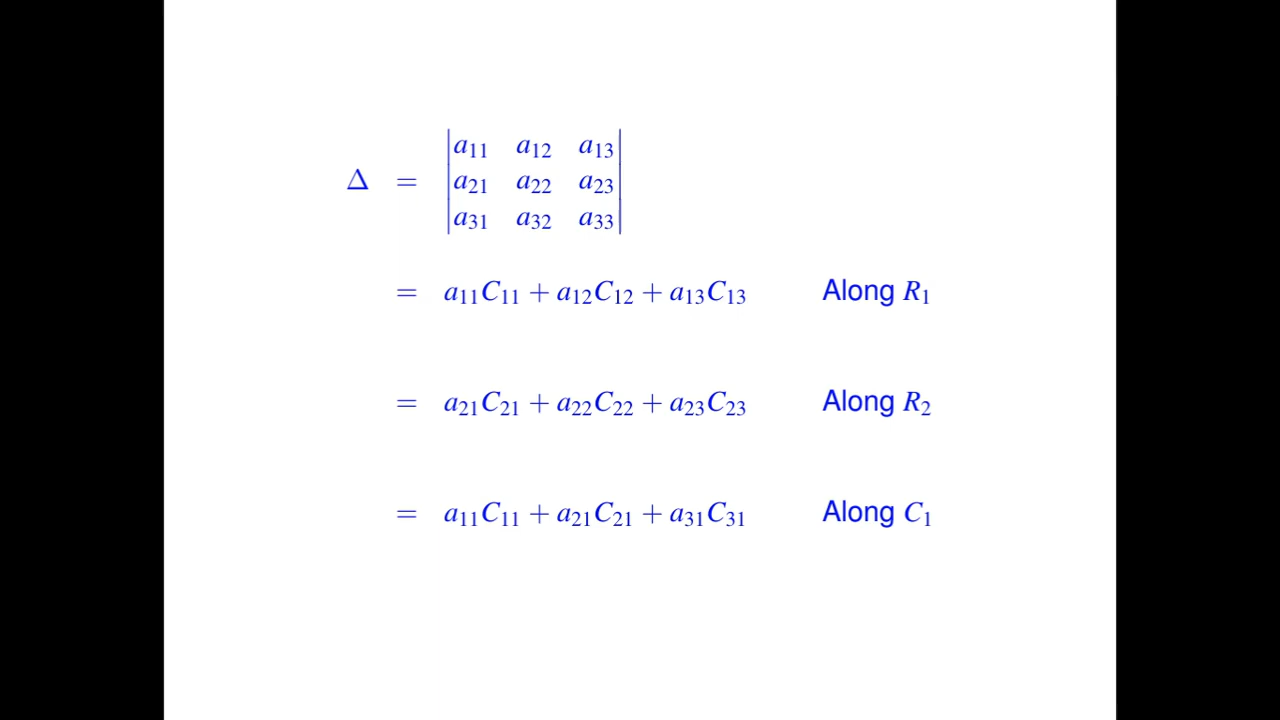 Δ = |a₁₁ a₁₂ a₁₃|
|a₂₁ a₂₂ a₂₃|
|a₃₁ a₃₂ a₃₃|
= a₁₁C₁₁ + a₁₂C₁₂ + a₁₃C₁₃ Along R₁
= a₂₁C₂₁ + a₂₂C₂₂ + a₂₃C₂₃ Along R₂
= a₁₁C₁₁ + a₂₁C₂₁ + a₃₁C₃₁ Along C₁